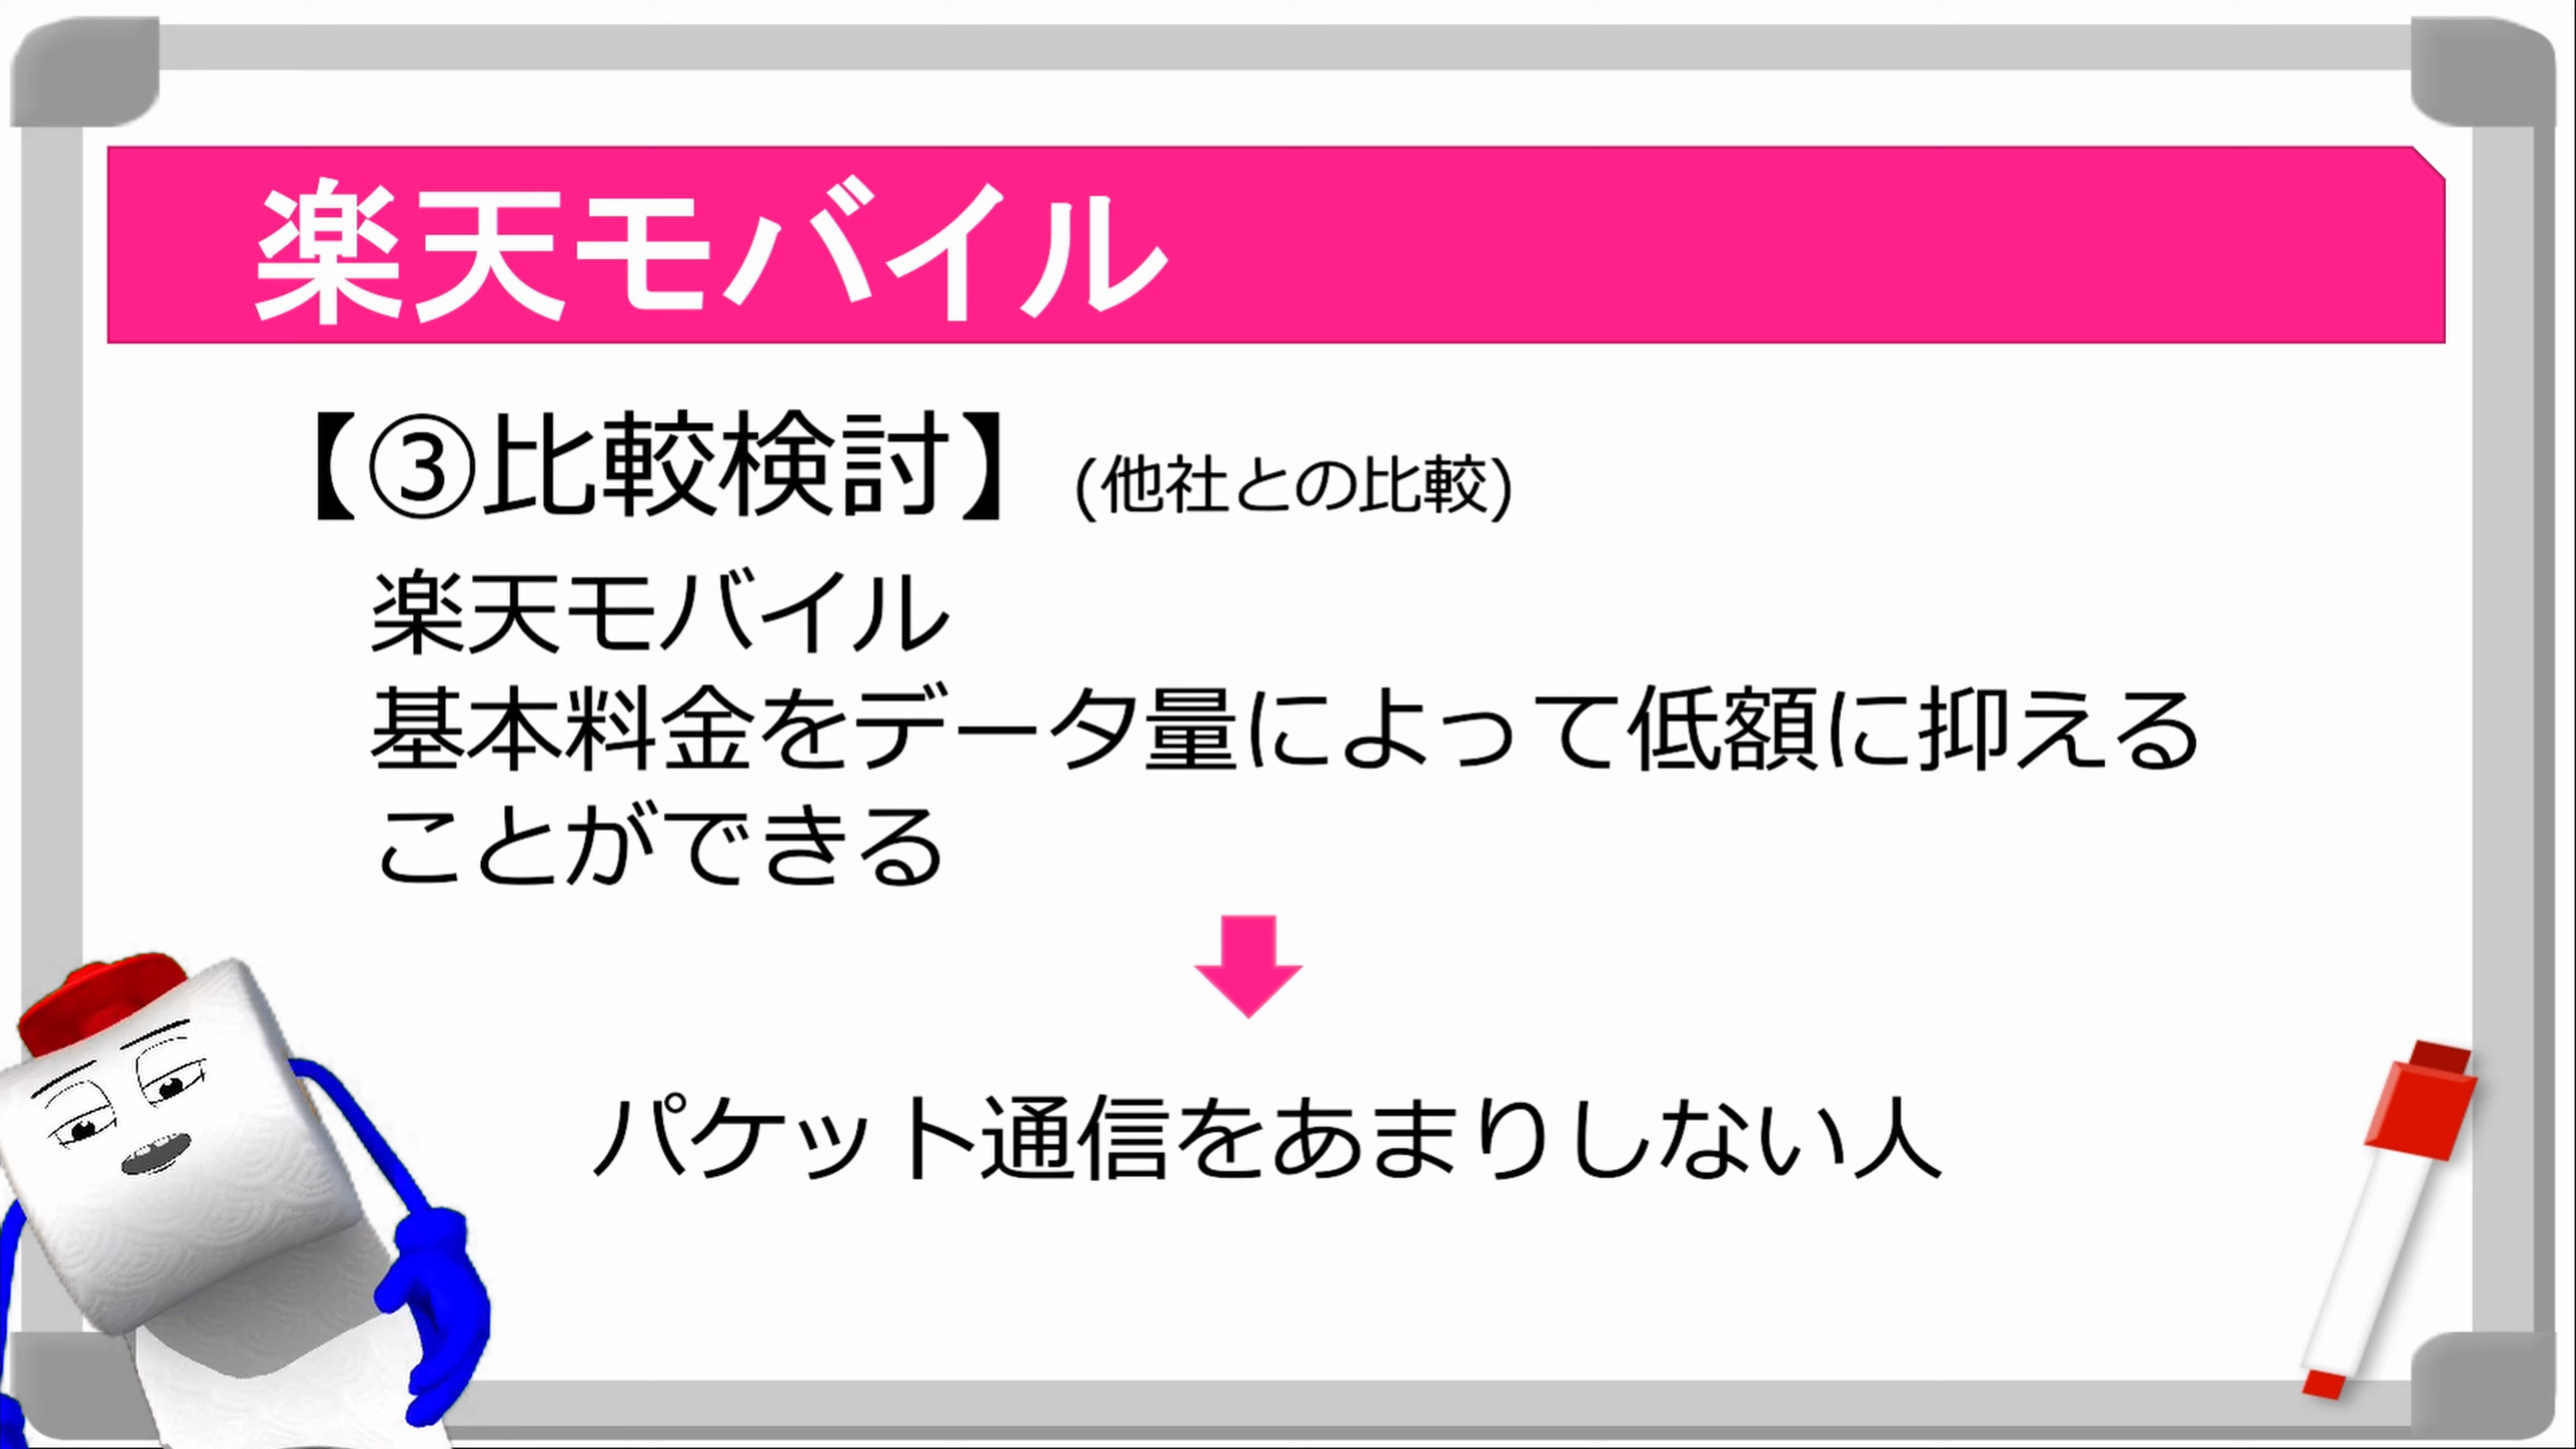 楽天モバイル
【③比較検討】 (他社との比較)
楽天モバイル
基本料金をデータ量によって低額に抑える
ことができる
パケット通信をあまりしない人